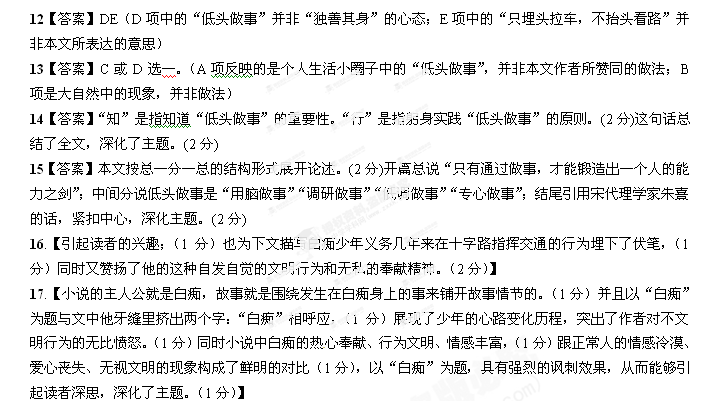 12【答案】DE（D 项中的“低头做事”并非“独善其身”的心态；E 项中的“只埋头拉车，不抬头看路”并
非本文所表达的意思）
13【答案】C 或 D 选一。（A 项反映的是个人生活小圈子中的“低头做事”，并非本文作者所赞同的做法；B
项是大自然中的现象，并非做法）
14【答案】“知”是指知道“低头做事”的重要性。“行”是指躬身实践“低头做事”的原则。(2 分)这句话总
结了全文，深化了主题。(2 分)
15【答案】本文按总一分一总的结构形式展开论述。(2 分)开篇总说“只有通过做事，才能锻造出一个人的能
力之剑”；中间分说低头做事是“用脑做事”“调研做事”“低调做事”“专心做事”；结尾引用宋代理学家朱熹
的话，紧扣中心，深化主题。(2 分)
16.【引起读者的兴趣；（1 分）也为下文描写白痴少年义务几年来在十字路指挥交通的行为埋下了伏笔，（1
分）同时又赞扬了他的这种自发自觉的文明行为和无私的奉献精神。（2 分）】
17.【小说的主人公就是白痴，故事就是围绕发生在白痴身上的事来铺开故事情节的。（1 分）并且以“白痴”
为题与文中他牙缝里挤出两个字：“白痴”相呼应，（1 分）展现了少年的心路变化历程，突出了作者对不文
明行为的无比愤怒。（1 分）同时小说中白痴的热心奉献、行为文明、情感丰富，（1 分）跟正常人的情感冷漠、
爱心丧失、无视文明的现象构成了鲜明的对比（1 分），以“白痴”为题，具有强烈的讽刺效果，从而能够引
起读者深思，深化了主题。（1 分）】